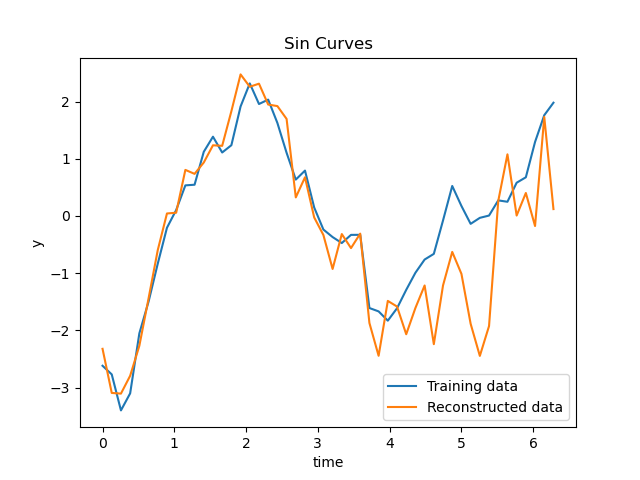 Sin Curves
y
2
1
0
−1
−2
−3
0 1 2 3 4 5 6
time
Training data
Reconstructed data